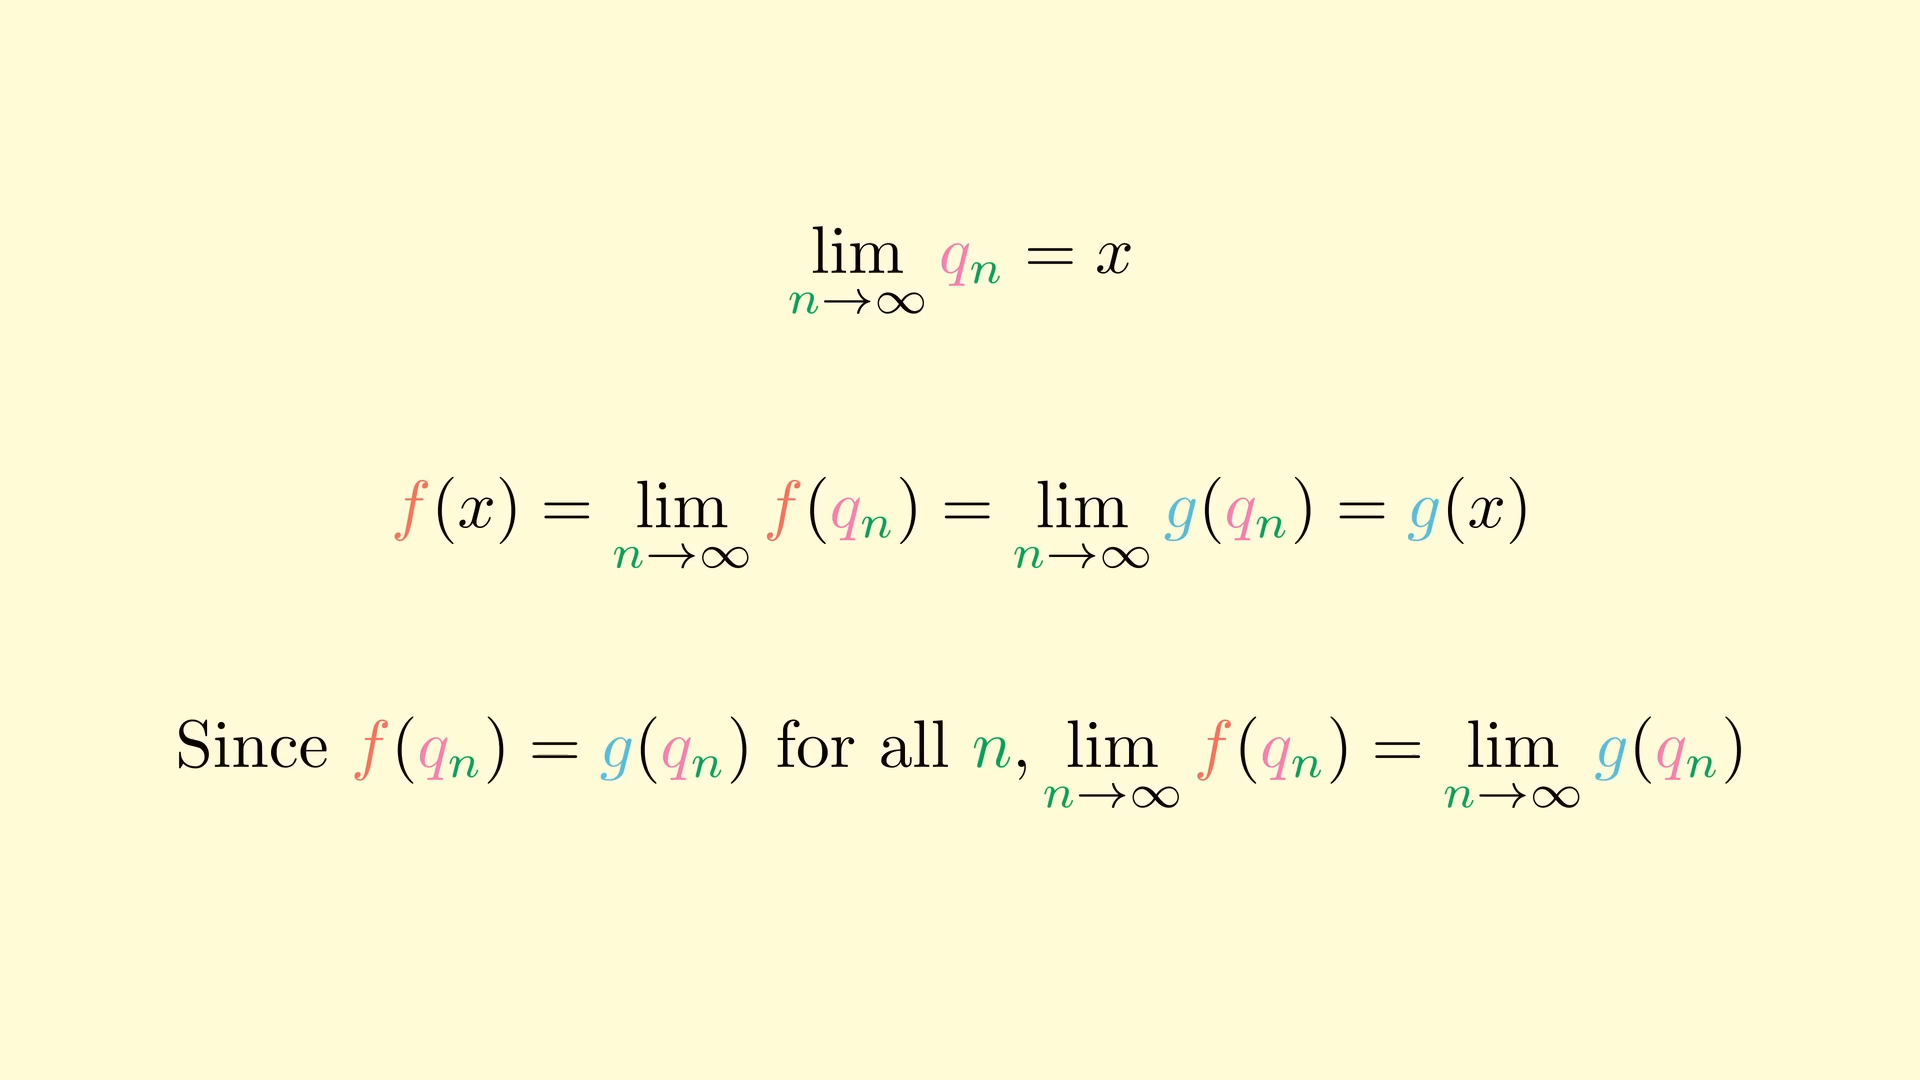 lim_{n→∞} q_n = x
f(x) = lim_{n→∞} f(q_n) = lim_{n→∞} g(q_n) = g(x)
Since f(q_n) = g(q_n) for all n, lim_{n→∞} f(q_n) = lim_{n→∞} g(q_n)